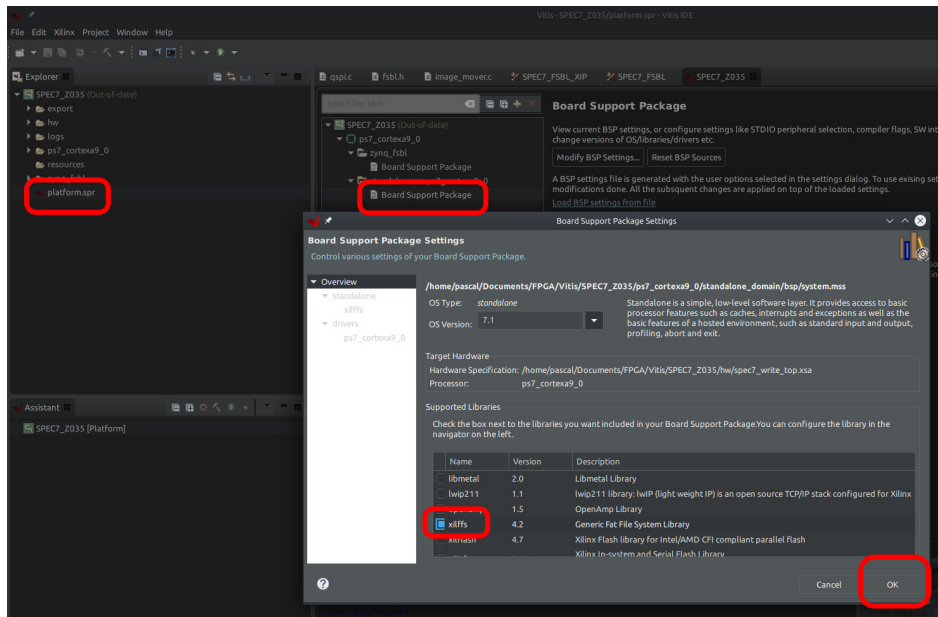 Vitis - SPEC7_Z035/platform.spr - Vitis IDE
File Edit Xilinx Project Window Help
Explorer
SPEC7_Z035 (Out-of-date)
export
hw
logs
ps7_cortexa9_0
resources
platform.spr
qspi.c
fsbl.h
image_mover.c
SPEC7_FSBL_XIP
SPEC7_FSBL
SPEC7_Z035
type filter text
SPEC7_Z035 (Out-of-date)
ps7_cortexa9_0
zynq_fsbl
Board Support Package
Board Support Package
Board Support Package
View current BSP settings, or configure settings like STDIO peripheral selection, compiler flags, SW int
change versions of OS/libraries/drivers etc.
Modify BSP Settings...
Reset BSP Sources
A BSP settings file is generated with the user options selected in the settings dialog. To use exising set
modifications done. All the subsquent changes are applied on top of the loaded settings.
Load BSP settings from file
Board Support Package Settings
Board Support Package Settings
Control various settings of your Board Support Package.
Overview
standalone
xilffs
drivers
ps7_cortexa9_0
/home/pascal/Documents/FPGA/Vitis/SPEC7_Z035/ps7_cortexa9_0/standalone_domain/bsp/system.mss
OS Type: standalone
OS Version: 7.1
Standalone is a simple, low-level software layer. It provides access to basic
processor features such as caches, interrupts and exceptions as well as the
basic features of a hosted environment, such as standard input and output,
profiling, abort and exit.
Target Hardware
Hardware Specification: /home/pascal/Documents/FPGA/Vitis/SPEC7_Z035/hw/spec7_write_top.xsa
Processor: ps7_cortexa9_0
Supported Libraries
Check the box next to the libraries you want included in your Board Support Package.You can configure the library in the
navigator on the left.
Name Version Description
libmetal 2.0 Libmetal Library
lwip211 1.1 lwip211 library: lwIP (light weight IP) is an open source TCP/IP stack configured for Xilinx
openamp 1.5 OpenAmp Library
xilffs 4.2 Generic Fat File System Library
xilflash 4.7 Xilinx Flash library for Intel/AMD CFI compliant parallel flash
Xilinx In-system and Serial Flash Library
Cancel
OK
Assistant
SPEC7_Z035 [Platform]